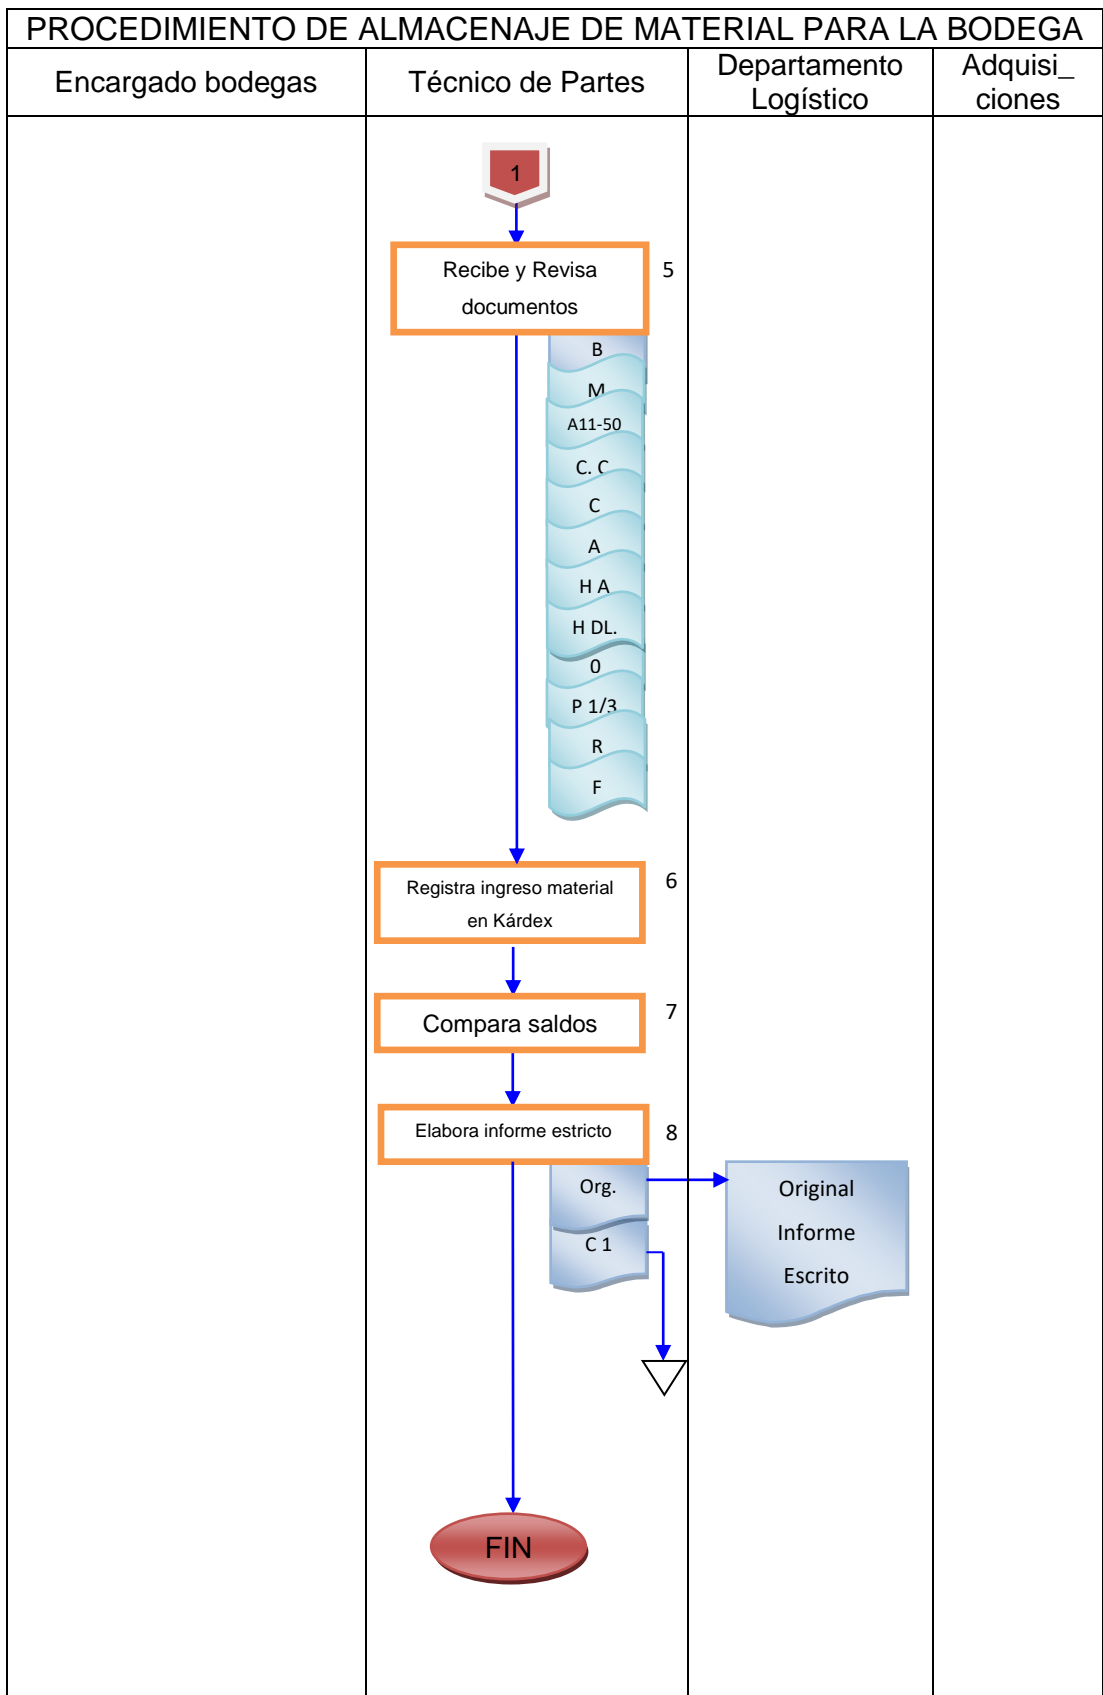 PROCEDIMIENTO DE ALMACENAJE DE MATERIAL PARA LA BODEGA
Encargado bodegas
Técnico de Partes
Departamento
Logístico
Adquisi_
ciones
1
Recibe y Revisa
documentos
5
B
M
A11-50
C. C
C
A
H A
H DL.
0
P 1/3
R
F
Registra ingreso material
en Kárdex
6
Compara saldos
7
Elabora informe estricto
8
Org.
C 1
Original
Informe
Escrito
FIN